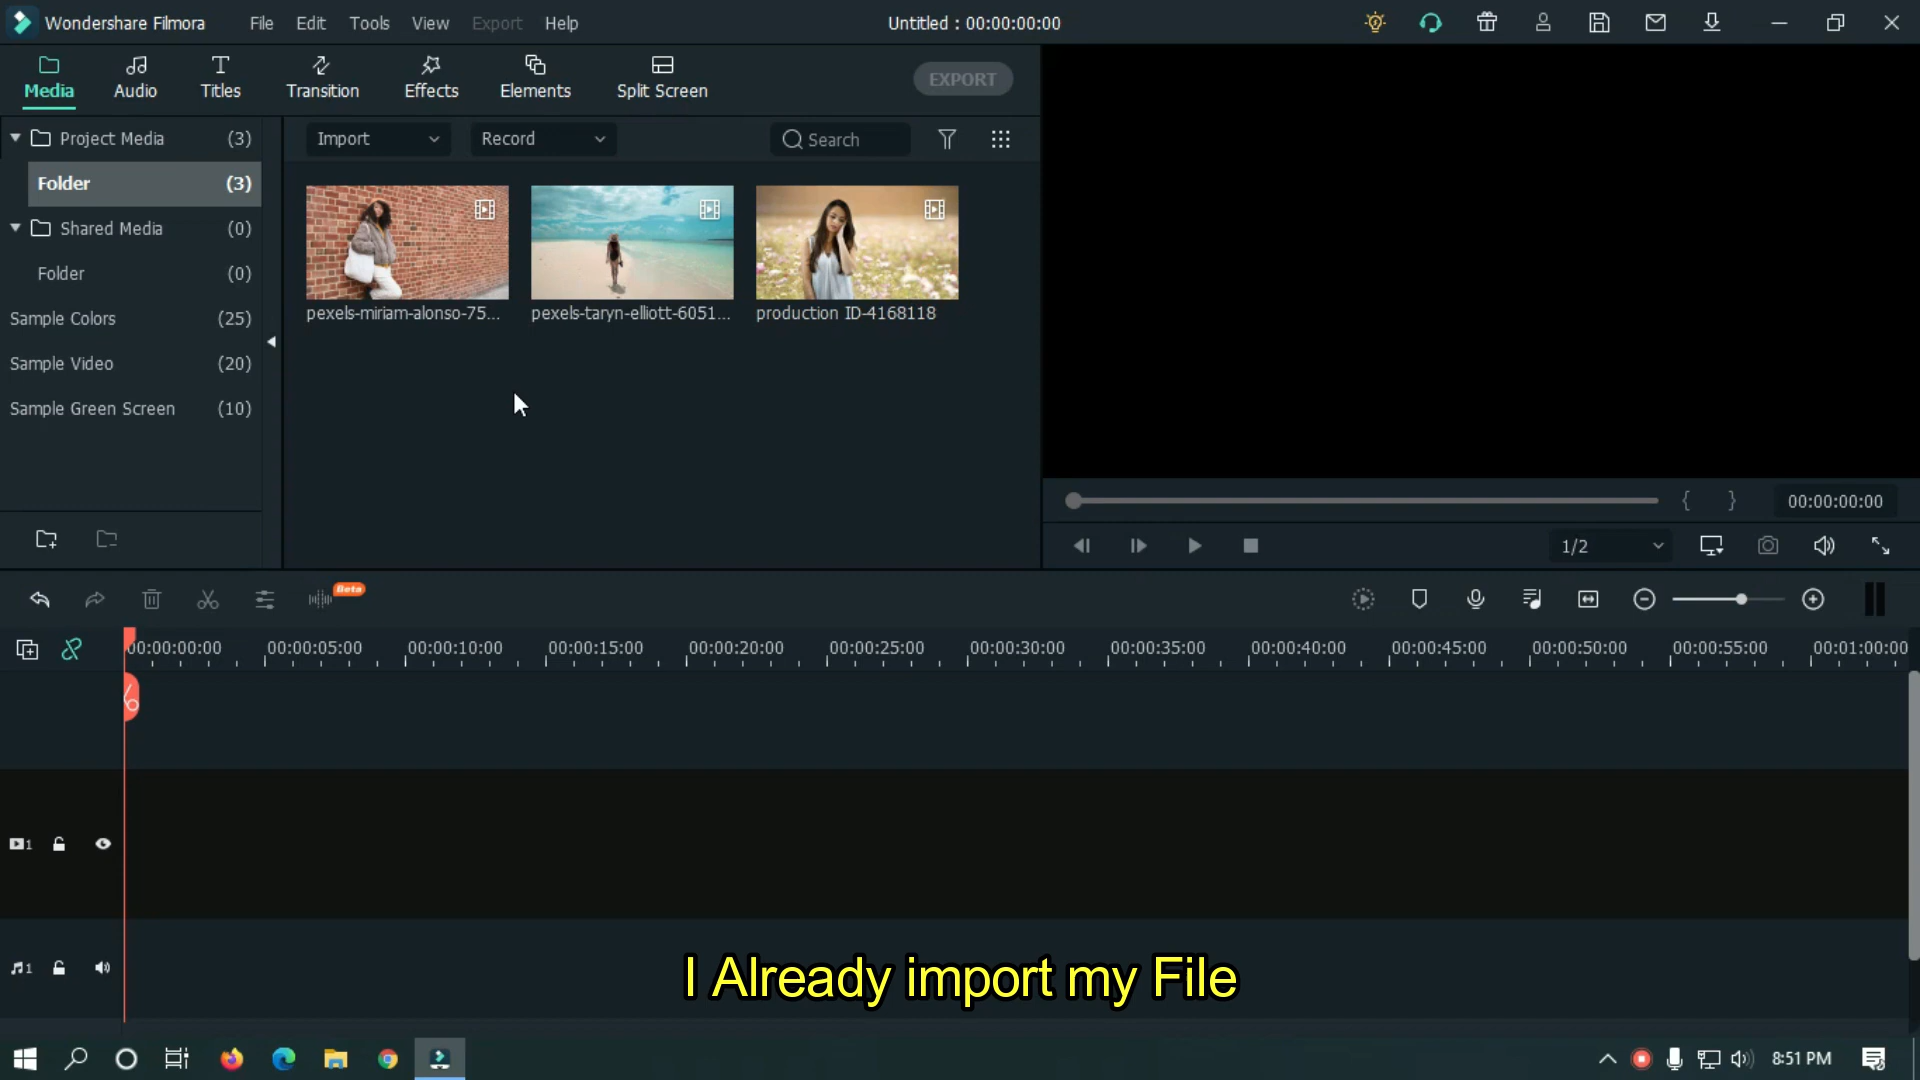 Wondershare Filmora
File Edit Tools View Export Help
Untitled : 00:00:00:00
Media Audio Titles Transition Effects Elements Split Screen
EXPORT
Project Media (3)
Folder (3)
Shared Media (0)
Folder (0)
Sample Colors (25)
Sample Video (20)
Sample Green Screen (10)
Import Record Search
pexels-miriam-alonso-75... pexels-taryn-elliott-6051... production ID-4168118
{ } 00:00:00:00
1/2
Beta
00:00:00:00 00:00:05:00 00:00:10:00 00:00:15:00 00:00:20:00 00:00:25:00 00:00:30:00 00:00:35:00 00:00:40:00 00:00:45:00 00:00:50:00 00:00:55:00 00:01:00:00
1
1
I Already import my File
8:51 PM